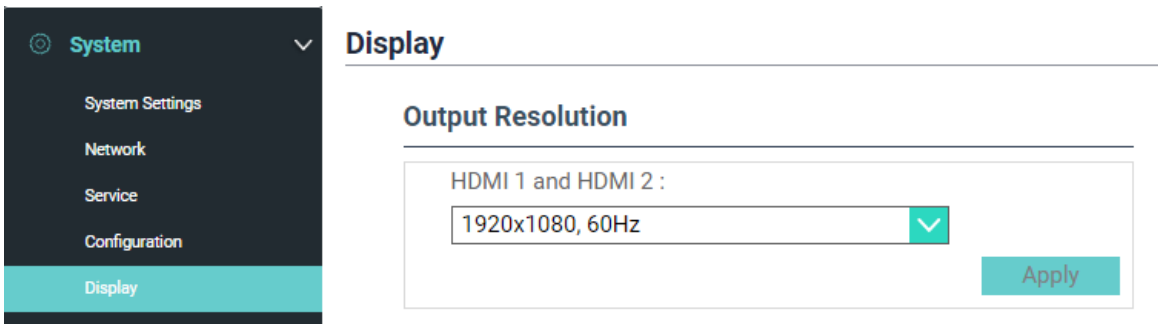 System
System Settings
Network
Service
Configuration
Display
Display
Output Resolution
HDMI 1 and HDMI 2 :
1920x1080, 60Hz
Apply